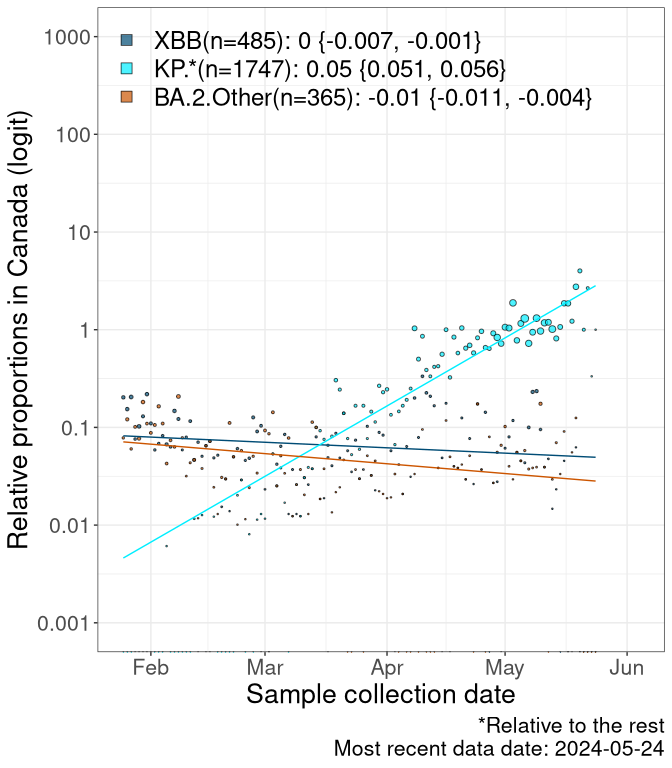 XBB(n=485): 0 {-0.007, -0.001}
KP.*(n=1747): 0.05 {0.051, 0.056}
BA.2.Other(n=365): -0.01 {-0.011, -0.004}
Relative proportions in Canada (logit)
1000
100
10
1
0.1
0.01
0.001
Feb Mar Apr May Jun
Sample collection date
*Relative to the rest
Most recent data date: 2024-05-24